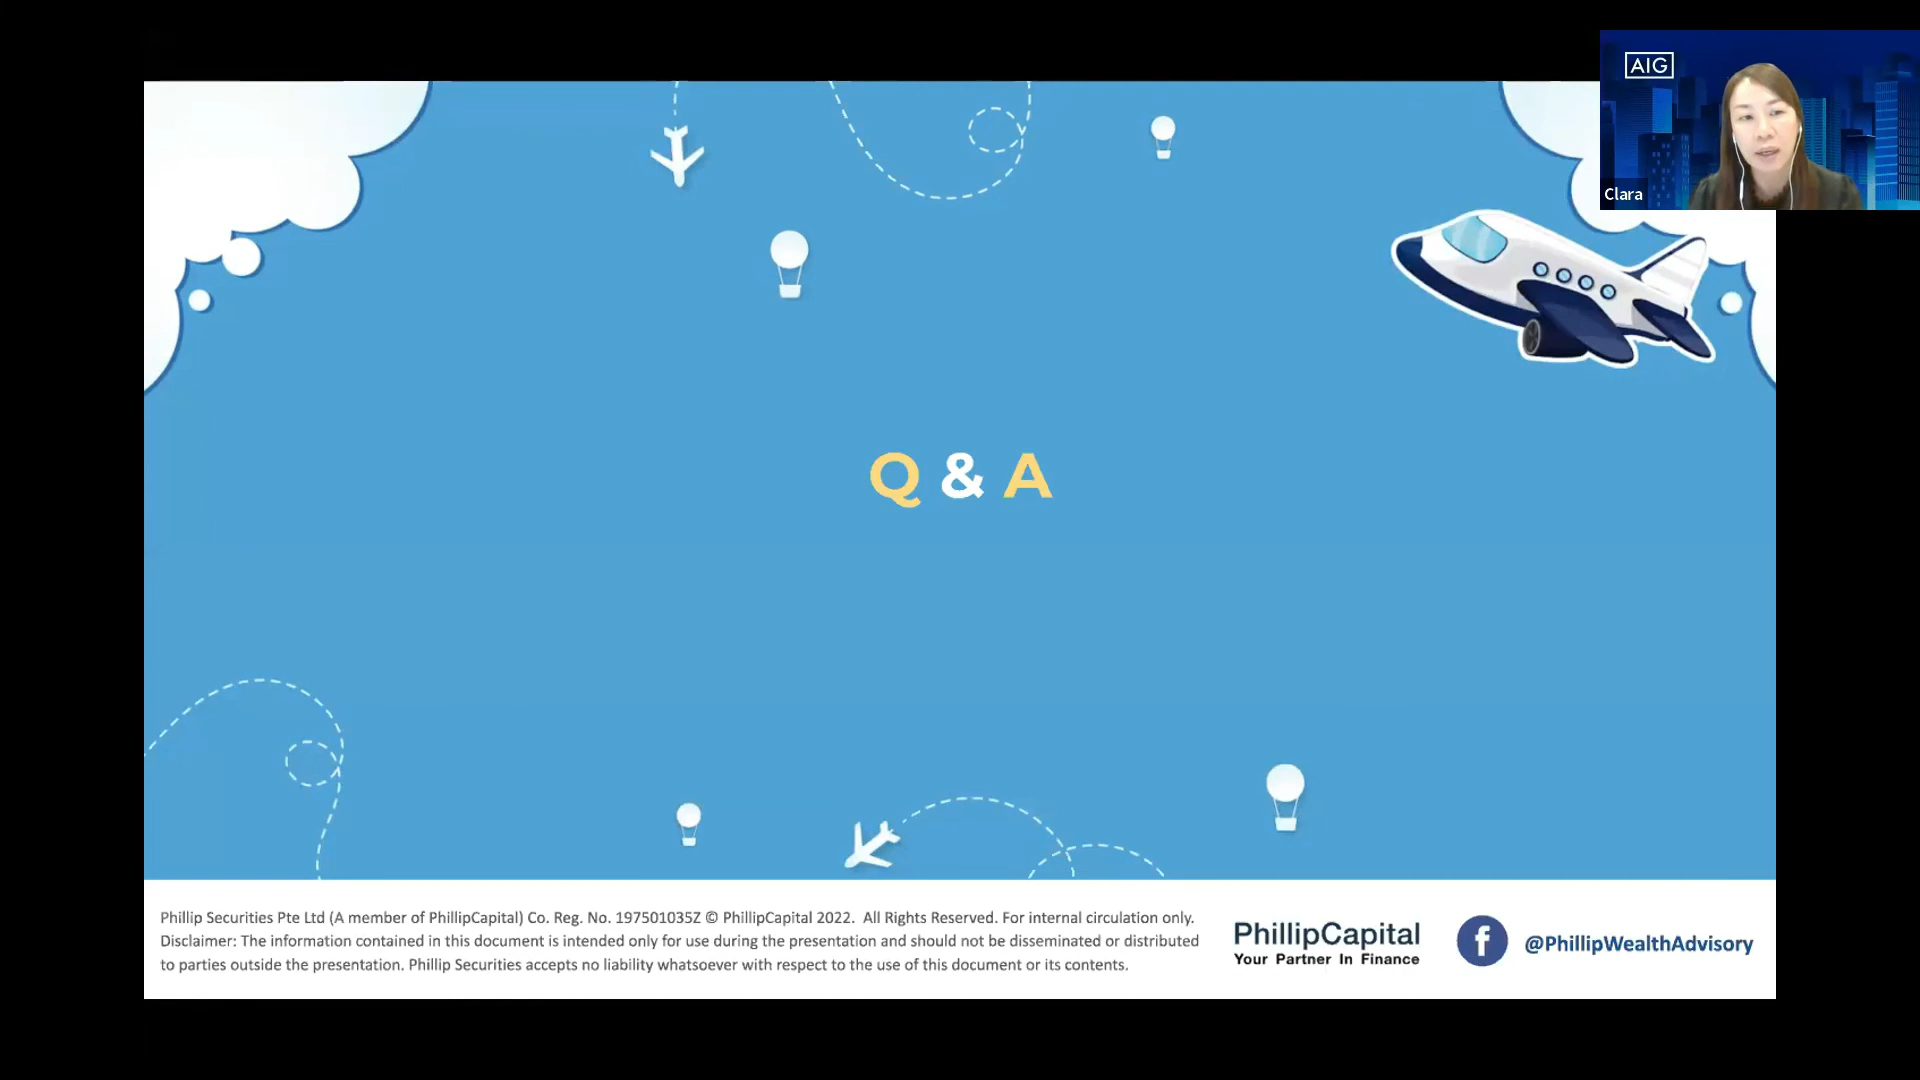 AIG
Clara
Q & A
Phillip Securities Pte Ltd (A member of PhillipCapital) Co. Reg. No. 197501035Z © PhillipCapital 2022. All Rights Reserved. For internal circulation only.
Disclaimer: The information contained in this document is intended only for use during the presentation and should not be disseminated or distributed
to parties outside the presentation. Phillip Securities accepts no liability whatsoever with respect to the use of this document or its contents.
PhillipCapital
Your Partner In Finance
f
@PhillipWealthAdvisory